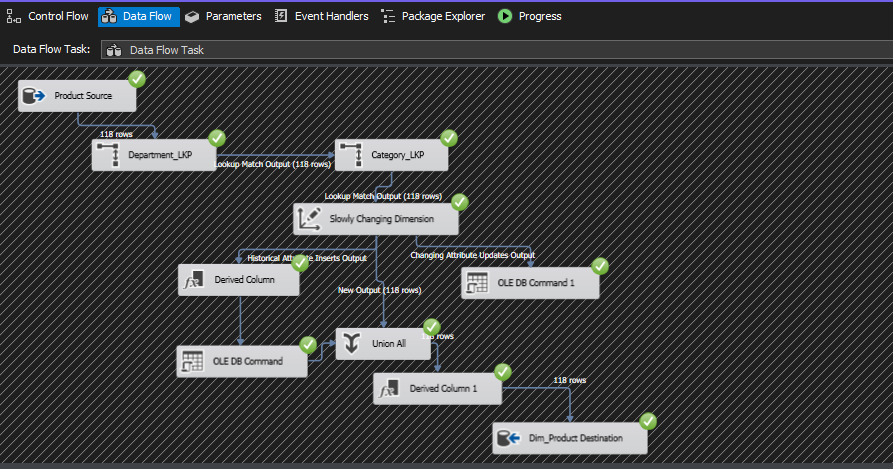 Control Flow
Data Flow
Parameters
Event Handlers
Package Explorer
Progress
Data Flow Task:
Data Flow Task
Product Source
118 rows
Department_LKP
Lookup Match Output (118 rows)
Category_LKP
Lookup Match Output (118 rows)
Slowly Changing Dimension
Historical Attribute Inserts Output
Changing Attribute Updates Output
Derived Column
OLE DB Command 1
New Output (118 rows)
OLE DB Command
Union All
rows
Derived Column 1
118 rows
Dim_Product Destination